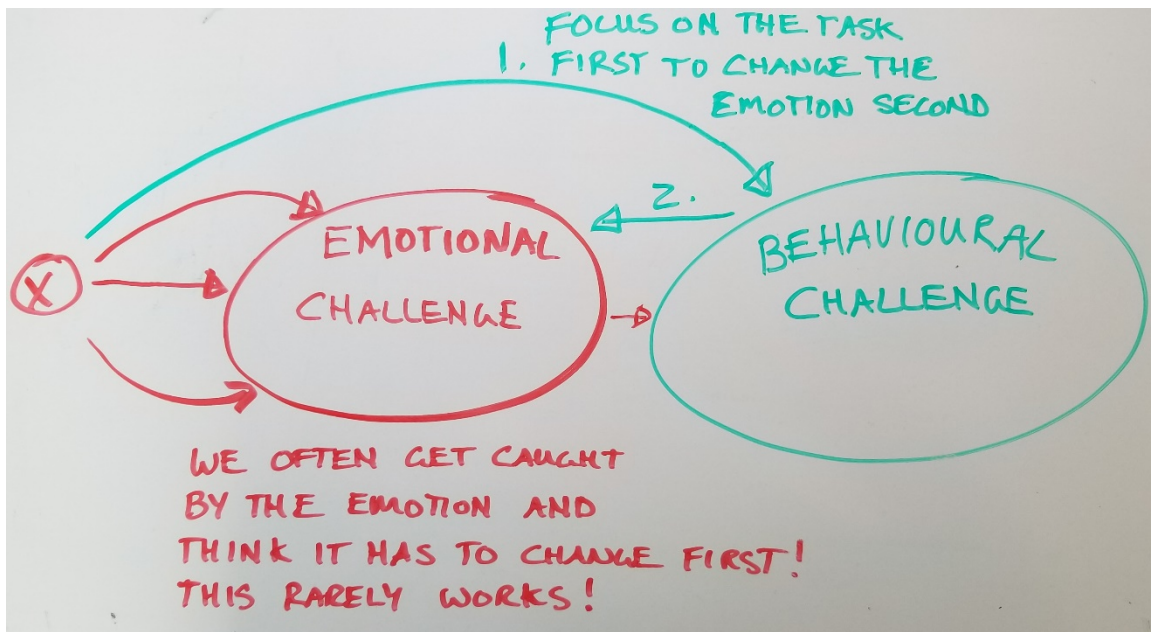 FOCUS ON THE TASK
1. FIRST TO CHANGE THE
EMOTION SECOND
2.
X
EMOTIONAL
CHALLENGE
BEHAVIOURAL
CHALLENGE
WE OFTEN GET CAUGHT
BY THE EMOTION AND
THINK IT HAS TO CHANGE FIRST!
THIS RARELY WORKS!